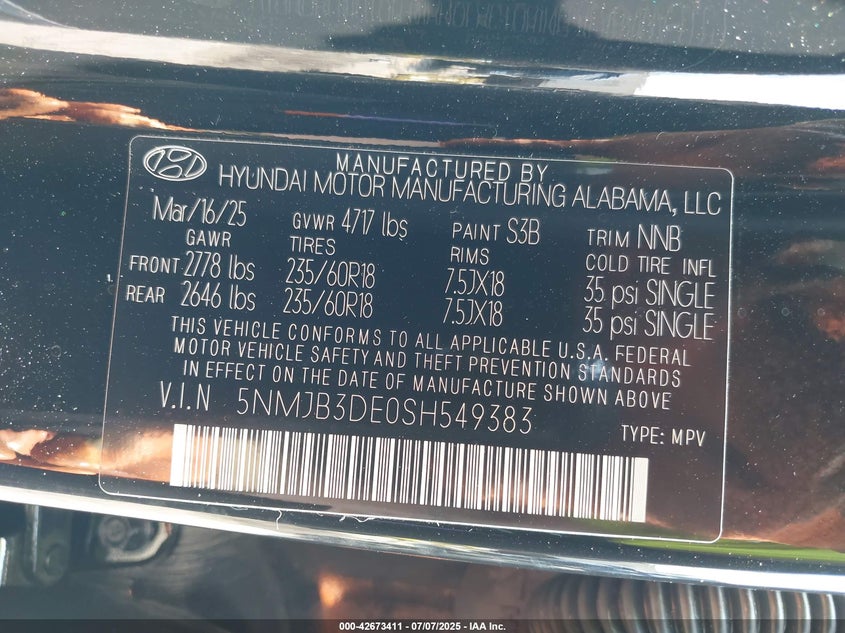 MANUFACTURED BY
HYUNDAI MOTOR MANUFACTURING ALABAMA, LLC
Mar/16/25 GVWR 4717 lbs PAINT S3B TRIM NNB
GAWR TIRES RIMS COLD TIRE INFL
FRONT 2778 lbs 235/60R18 7.5JX18 35 psi SINGLE
REAR 2646 lbs 235/60R18 7.5JX18 35 psi SINGLE
THIS VEHICLE CONFORMS TO ALL APPLICABLE U.S.A. FEDERAL
MOTOR VEHICLE SAFETY AND THEFT PREVENTION STANDARDS
IN EFFECT ON THE DATE OF MANUFACTURE SHOWN ABOVE
V.I.N 5NMJB3DE0SH549383
TYPE: MPV
000-42673411 - 07/07/2025 - IAA Inc.